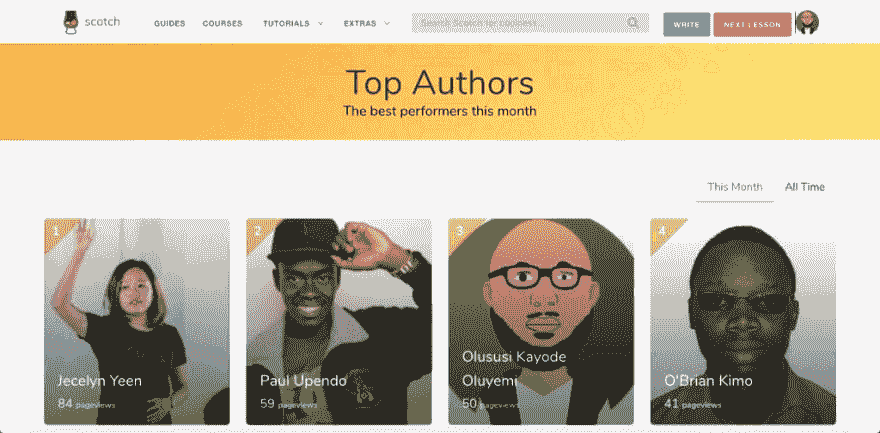 scotch GUIDES COURSES TUTORIALS EXTRAS Search Scotch for coolness... WRITE NEXT LESSON
Top Authors
The best performers this month
This Month All Time
1 2 3 4
Jecelyn Yeen
84 pageviews
Paul Upendo
59 pageviews
Olususi Kayode
Oluyemi
50 pageviews
O'Brian Kimo
41 pageviews